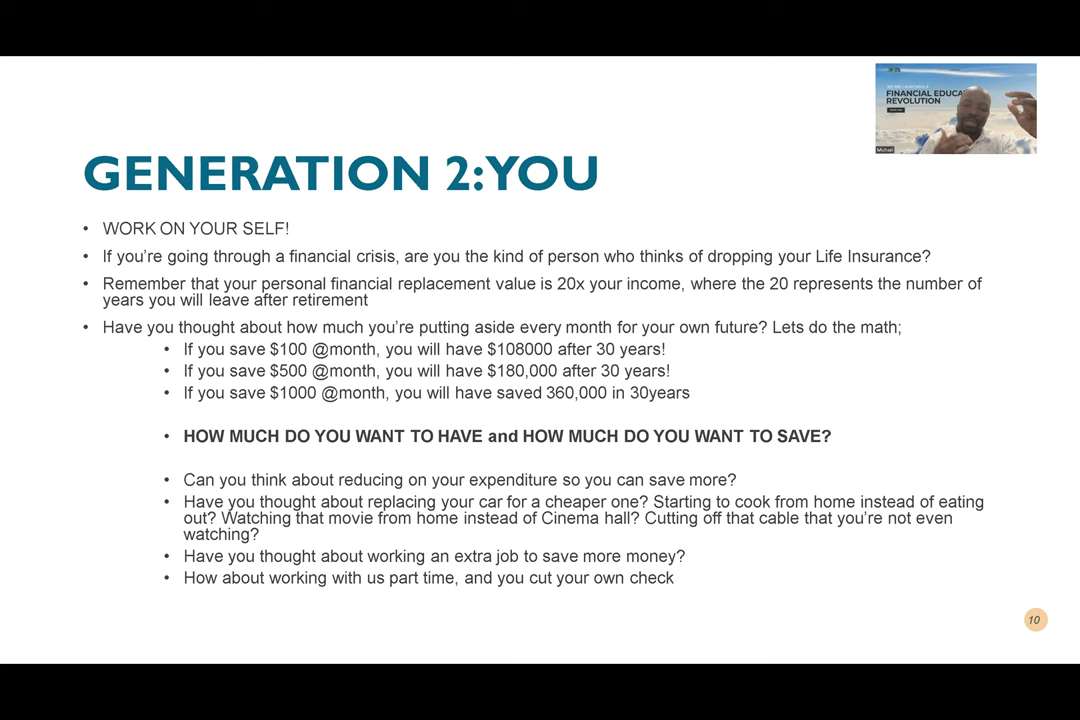 FINANCIAL EDUCA
REVOLUTION
Michael
GENERATION 2:YOU
• WORK ON YOUR SELF!
• If you’re going through a financial crisis, are you the kind of person who thinks of dropping your Life Insurance?
• Remember that your personal financial replacement value is 20x your income, where the 20 represents the number of
years you will leave after retirement
• Have you thought about how much you’re putting aside every month for your own future? Lets do the math;
• If you save $100 @month, you will have $108000 after 30 years!
• If you save $500 @month, you will have $180,000 after 30 years!
• If you save $1000 @month, you will have saved 360,000 in 30years
• HOW MUCH DO YOU WANT TO HAVE and HOW MUCH DO YOU WANT TO SAVE?
• Can you think about reducing on your expenditure so you can save more?
• Have you thought about replacing your car for a cheaper one? Starting to cook from home instead of eating
out? Watching that movie from home instead of Cinema hall? Cutting off that cable that you’re not even
watching?
• Have you thought about working an extra job to save more money?
• How about working with us part time, and you cut your own check
10